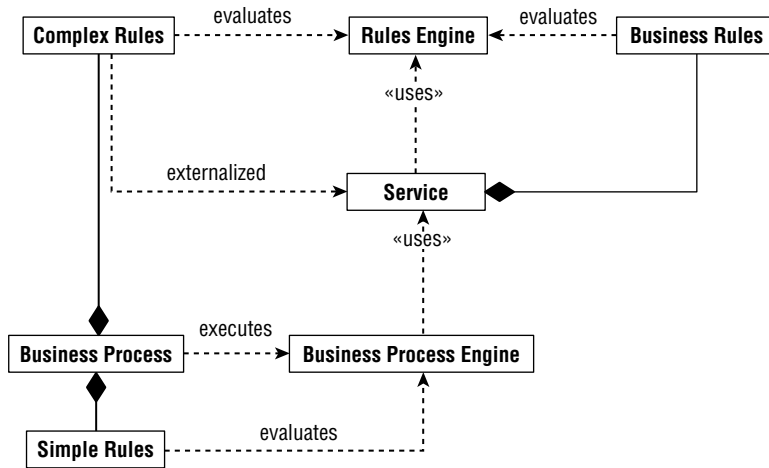 Complex Rules
evaluates
Rules Engine
evaluates
Business Rules
«uses»
externalized
Service
«uses»
Business Process
executes
Business Process Engine
Simple Rules
evaluates